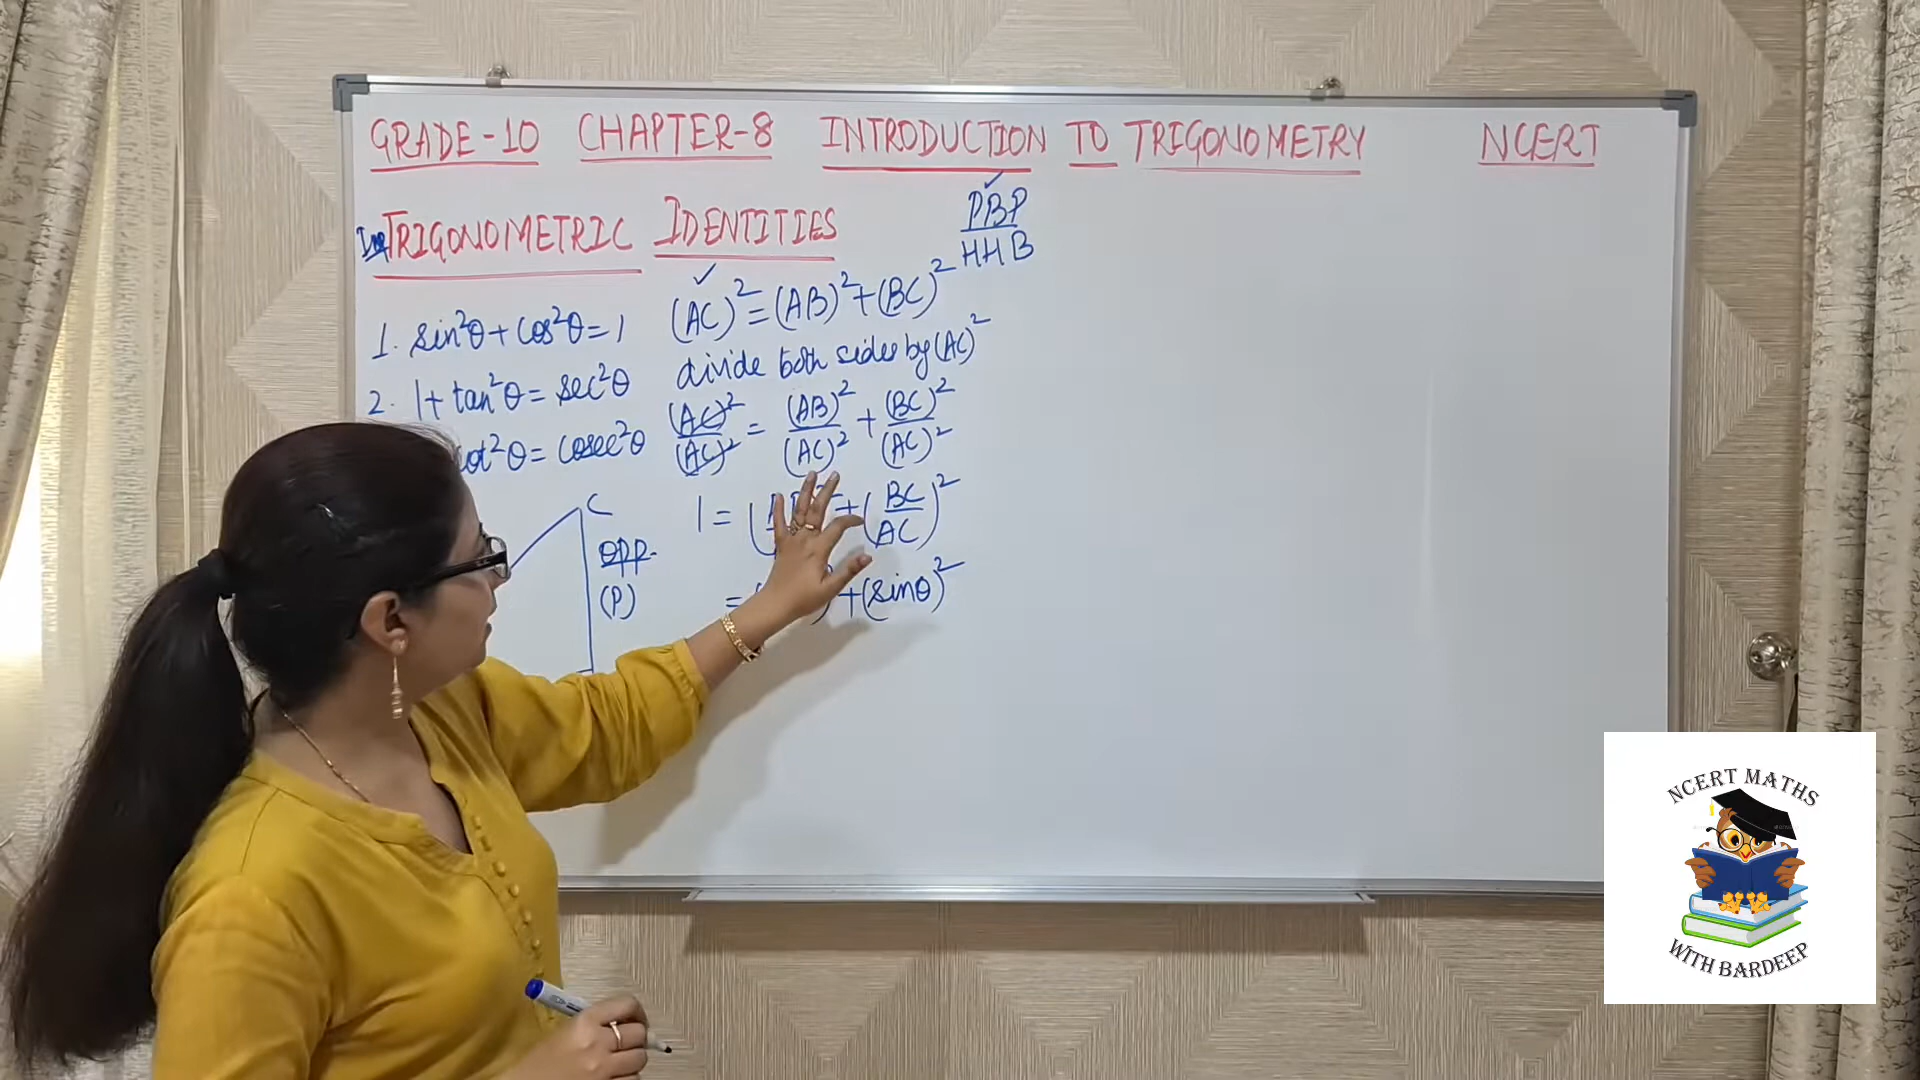 GRADE-10 CHAPTER-8 INTRODUCTION TO TRIGONOMETRY NCERT
TRIGONOMETRIC IDENTITIES
PBP
HHB
1. sin²θ + cos²θ = 1
2. 1 + tan²θ = sec²θ
cot²θ = cosec²θ
C
OPP.
(P)
(AC)² = (AB)² + (BC)²
divide both sides by (AC)²
(AC)²/(AC)² = (AB)²/(AC)² + (BC)²/(AC)²
1 = ( + (BC/AC)²
= ( ) + (sinθ)²
NCERT MATHS
WITH BARDEEP